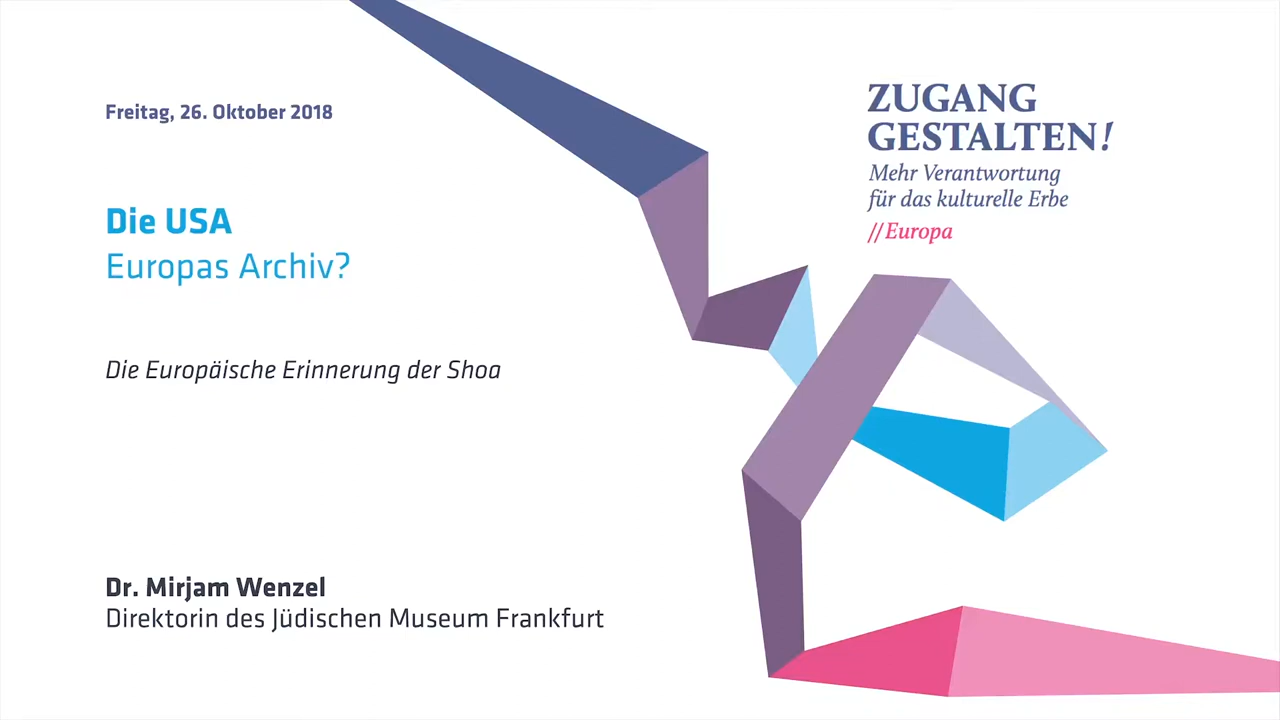 Freitag, 26. Oktober 2018
Die USA
Europas Archiv?
Die Europäische Erinnerung der Shoa
Dr. Mirjam Wenzel
Direktorin des Jüdischen Museum Frankfurt
ZUGANG
GESTALTEN!
Mehr Verantwortung
für das kulturelle Erbe
//Europa